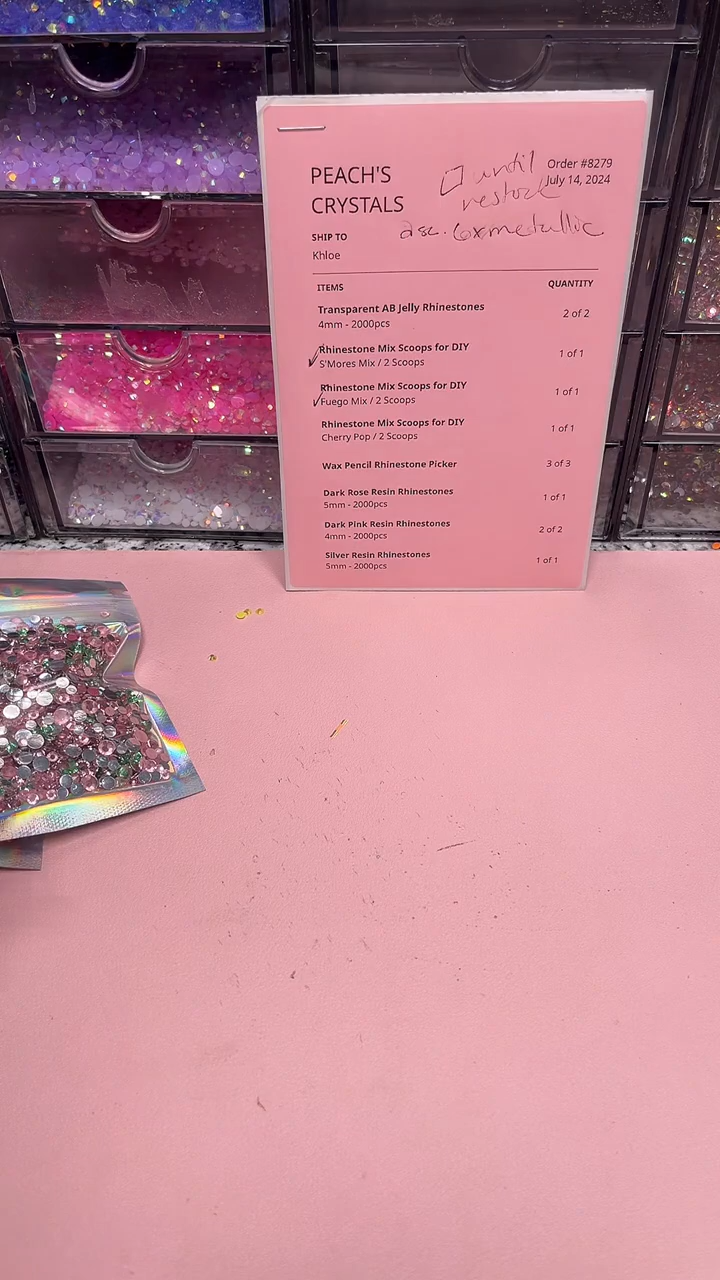 PEACH'S
CRYSTALS
Order #8279
July 14, 2024
until
restock
SHIP TO
Khloe
metallic
ITEMS QUANTITY
Transparent AB Jelly Rhinestones
4mm - 2000pcs
2 of 2
Rhinestone Mix Scoops for DIY
S'Mores Mix / 2 Scoops
1 of 1
Rhinestone Mix Scoops for DIY
Fuego Mix / 2 Scoops
1 of 1
Rhinestone Mix Scoops for DIY
Cherry Pop / 2 Scoops
1 of 1
Wax Pencil Rhinestone Picker 3 of 3
Dark Rose Resin Rhinestones
5mm - 2000pcs
1 of 1
Dark Pink Resin Rhinestones
4mm - 2000pcs
2 of 2
Silver Resin Rhinestones
5mm - 2000pcs
1 of 1